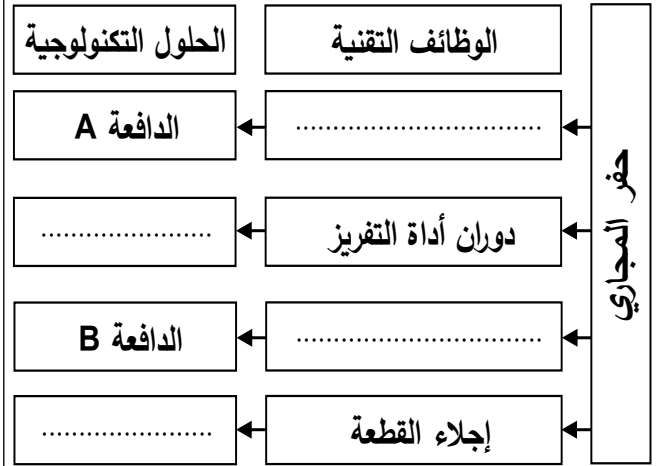 الوظائف التقنية
الحلول التكنولوجية
حفر المجاري
................................
الدافعة A
دوران أداة التفريز
......................
................................
الدافعة B
إجلاء القطعة
......................